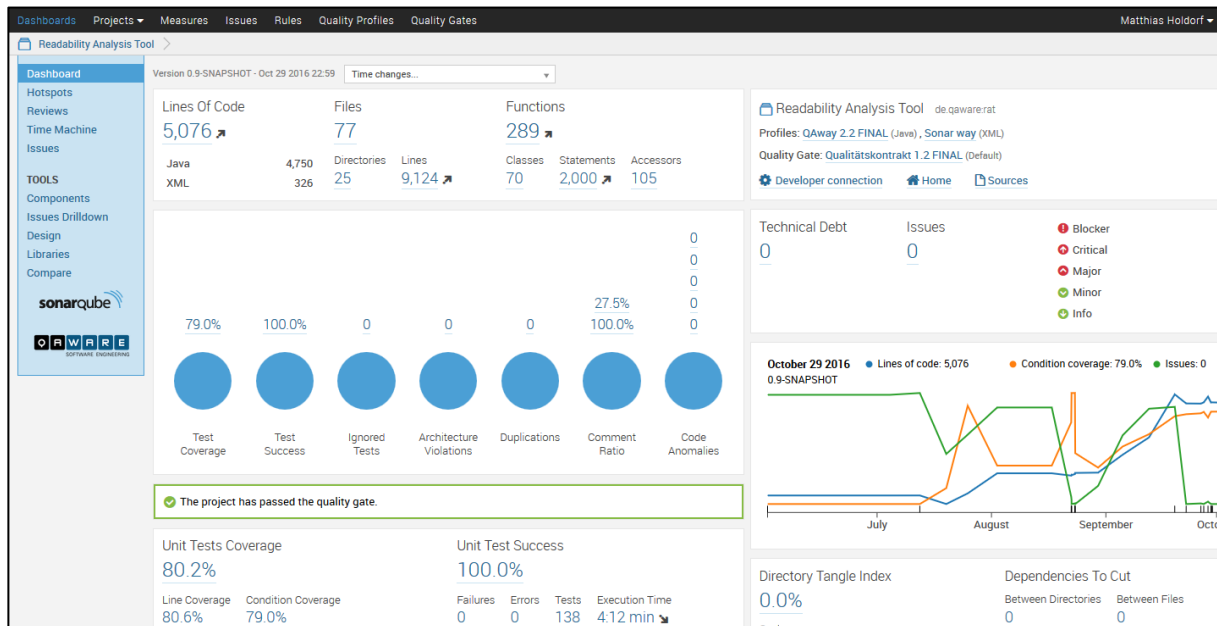 Dashboards Projects Measures Issues Rules Quality Profiles Quality Gates Matthias Holdorf
Readability Analysis Tool
Dashboard
Hotspots
Reviews
Time Machine
Issues
TOOLS
Components
Issues Drilldown
Design
Libraries
Compare
sonarqube
QAWARE
SOFTWARE ENGINEERING
Version 0.9-SNAPSHOT - Oct 29 2016 22:59 Time changes...
Lines Of Code Files Functions
5,076 77 289
Java 4,750 Directories Lines Classes Statements Accessors
XML 326 25 9,124 70 2,000 105
0
0
0
27.5% 0
79.0% 100.0% 0 0 0 100.0% 0
Test Test Ignored Architecture Duplications Comment Code
Coverage Success Tests Violations Ratio Anomalies
The project has passed the quality gate.
Unit Tests Coverage Unit Test Success
80.2% 100.0%
Line Coverage Condition Coverage Failures Errors Tests Execution Time
80.6% 79.0% 0 0 138 4:12 min
Readability Analysis Tool de.qaware:rat
Profiles: QAway 2.2 FINAL (Java) , Sonar way (XML)
Quality Gate: Qualitätskontrakt 1.2 FINAL (Default)
Developer connection Home Sources
Technical Debt Issues
0 0
Blocker
Critical
Major
Minor
Info
October 29 2016 Lines of code: 5,076 Condition coverage: 79.0% Issues: 0
0.9-SNAPSHOT
July August September Octo
Directory Tangle Index Dependencies To Cut
0.0% Between Directories Between Files
0 0